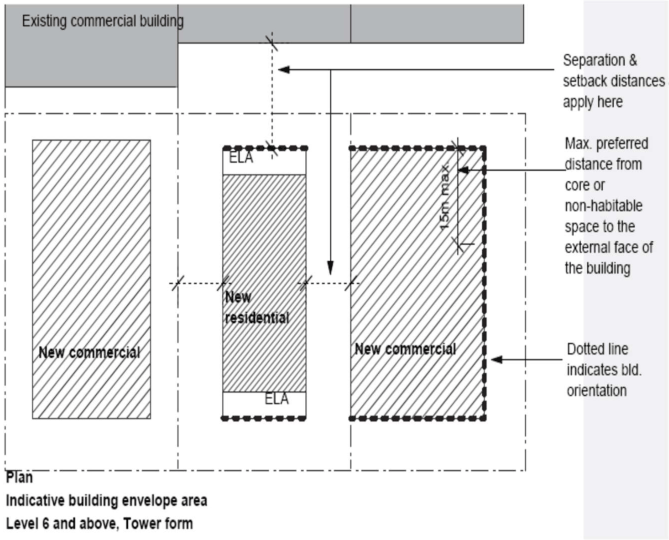 Existing commercial building
Separation &
setback distances
apply here
Max. preferred
distance from
core or
non-habitable
space to the
external face of
the building
ELA
15m max
New
residential
New commercial
New commercial
Dotted line
indicates bld.
orientation
ELA
Plan
Indicative building envelope area
Level 6 and above, Tower form